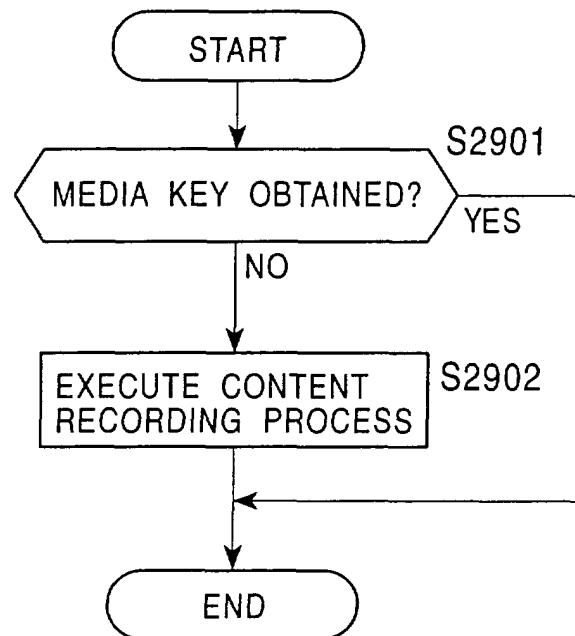 START
S2901
MEDIA KEY OBTAINED?
YES
NO
EXECUTE CONTENT
RECORDING PROCESS
S2902
END